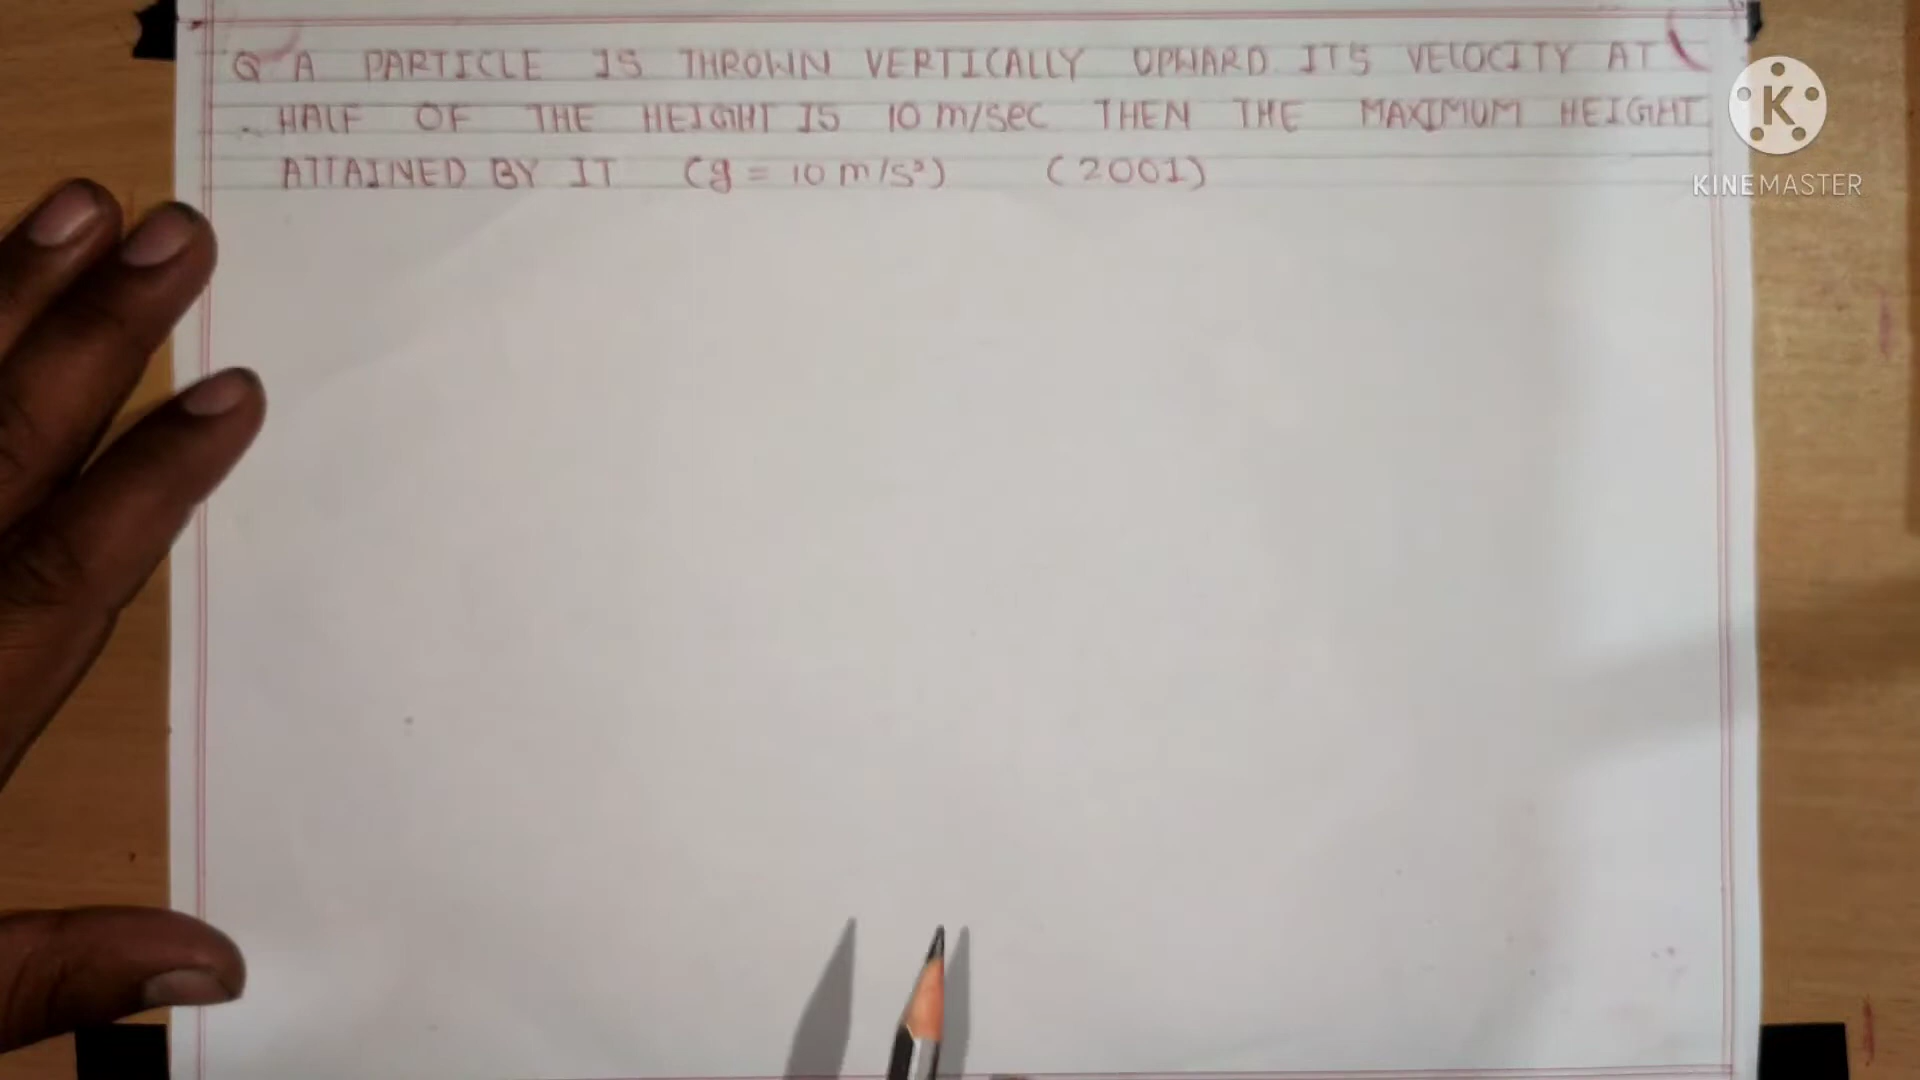 Q A PARTICLE IS THROWN VERTICALLY UPWARD ITS VELOCITY AT
HALF OF THE HEIGHT IS 10 m/sec THEN THE MAXIMUM HEIGHT
ATTAINED BY IT (g = 10 m/s²) (2001)
K
KINEMASTER